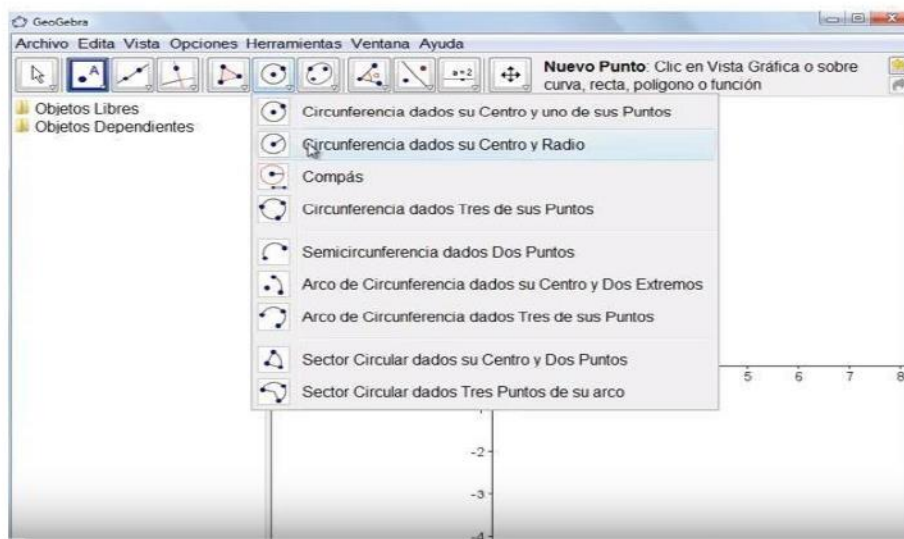 GeoGebra
Archivo Edita Vista Opciones Herramientas Ventana Ayuda
A
a=2
Nuevo Punto: Clic en Vista Gráfica o sobre
curva, recta, polígono o función
Objetos Libres
Objetos Dependientes
Circunferencia dados su Centro y uno de sus Puntos
Circunferencia dados su Centro y Radio
Compás
Circunferencia dados Tres de sus Puntos
Semicircunferencia dados Dos Puntos
Arco de Circunferencia dados su Centro y Dos Extremos
Arco de Circunferencia dados Tres de sus Puntos
Sector Circular dados su Centro y Dos Puntos
Sector Circular dados Tres Puntos de su arco
5 6 7 8
-2
-3
-4